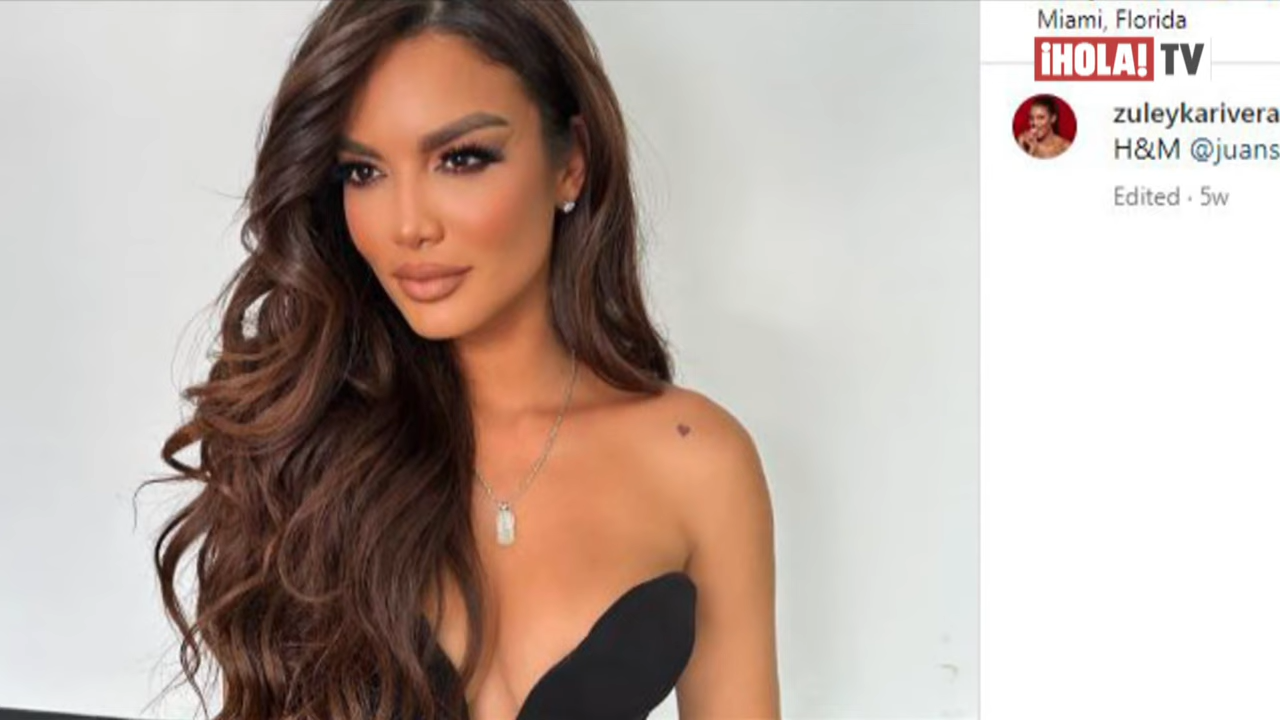 Miami, Florida
¡HOLA! TV
zuleykarivera
H&M @juans
Edited · 5w